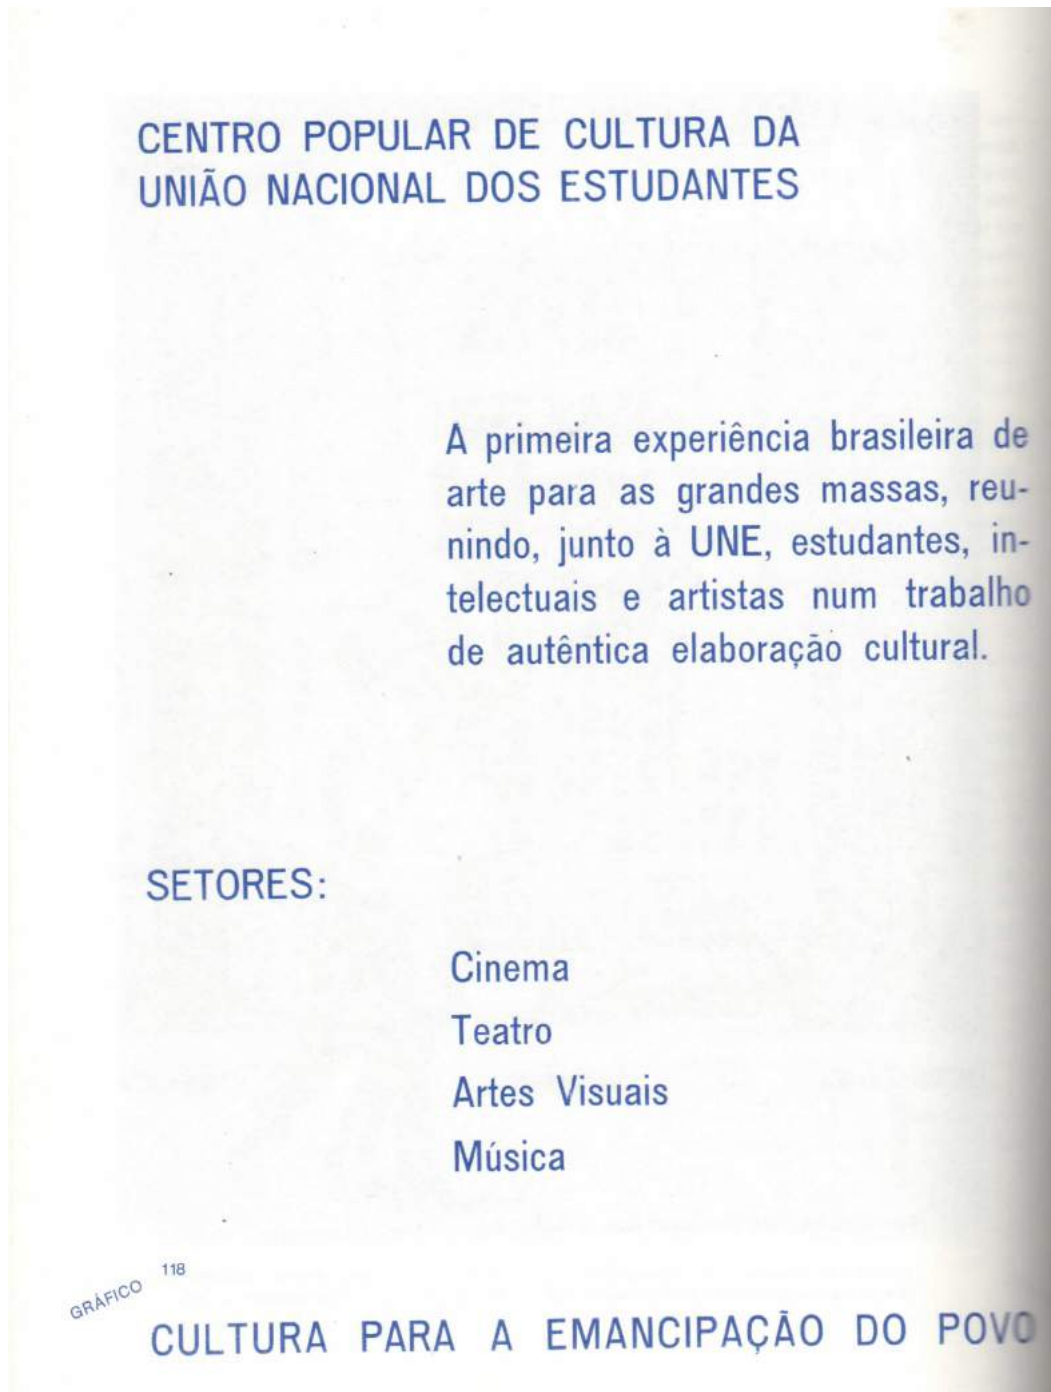 CENTRO POPULAR DE CULTURA DA
UNIÃO NACIONAL DOS ESTUDANTES
A primeira experiência brasileira de
arte para as grandes massas, reu-
nindo, junto à UNE, estudantes, in-
telectuais e artistas num trabalho
de autêntica elaboração cultural.
SETORES:
Cinema
Teatro
Artes Visuais
Música
118
GRÁFICO
CULTURA PARA A EMANCIPAÇÃO DO POVO